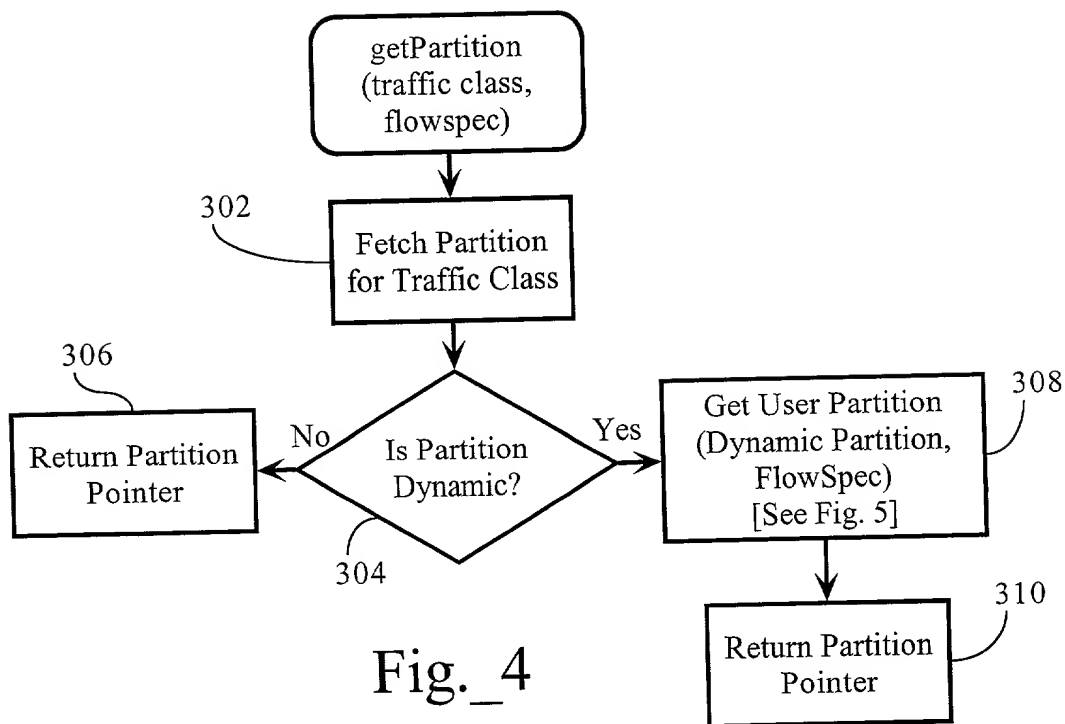 getPartition
(traffic class,
flowspec)
302
Fetch Partition
for Traffic Class
306
Return Partition
Pointer
No
Is Partition
Dynamic?
304
Yes
Get User Partition
(Dynamic Partition,
FlowSpec)
[See Fig. 5]
308
Return Partition
Pointer
310
Fig._4